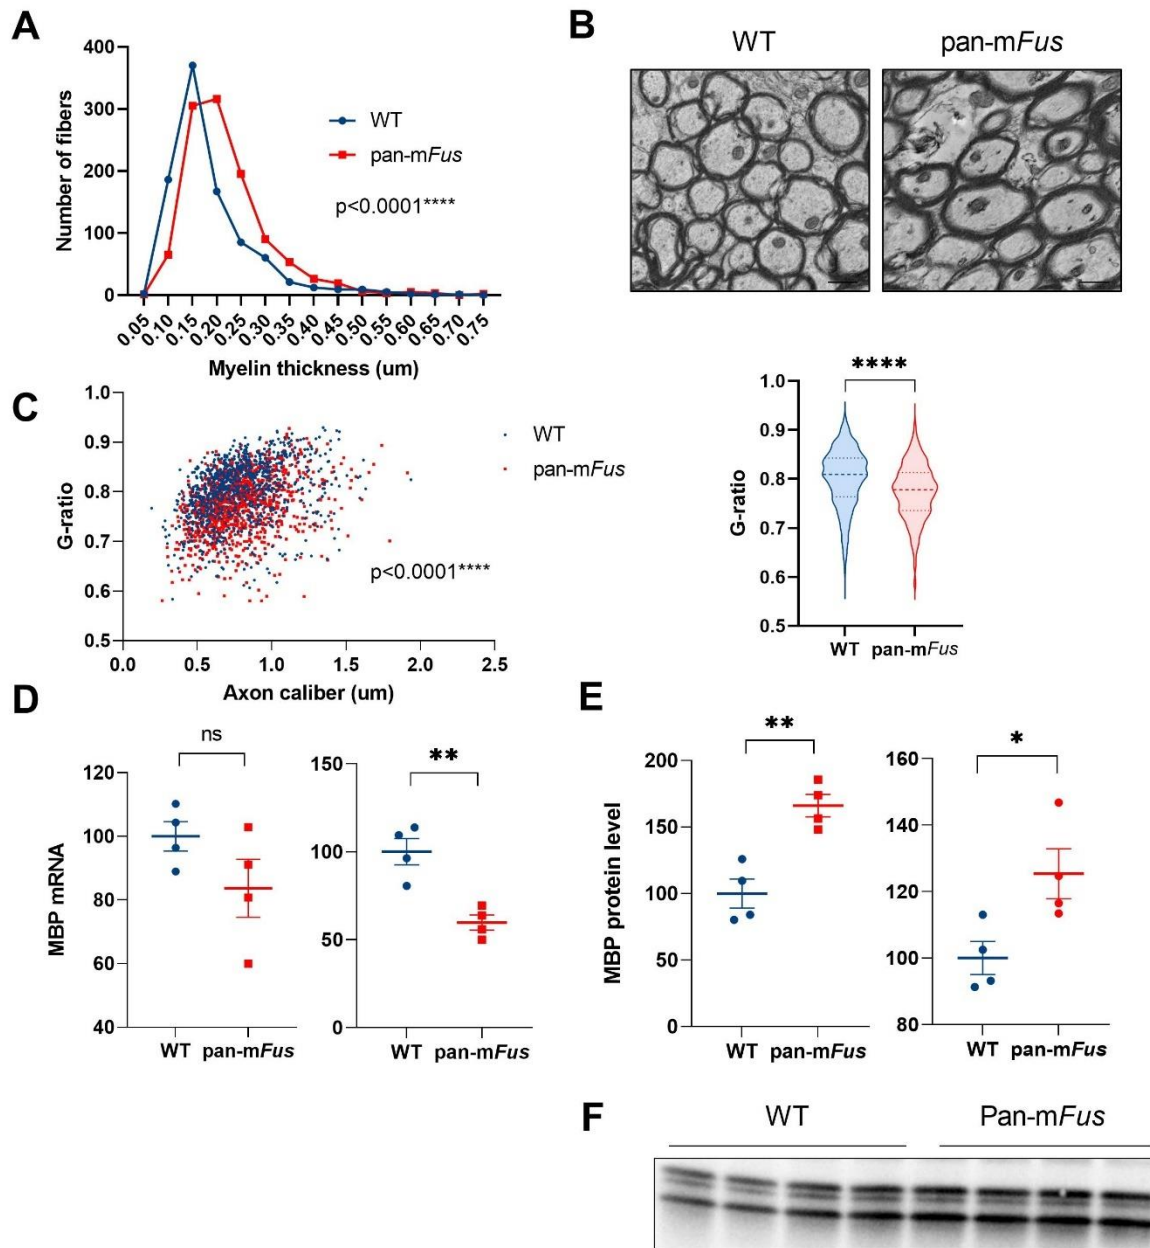 A
400
300
200
100
0
Number of fibers
WT
pan-mFus
p<0.0001****
0.05 0.10 0.15 0.20 0.25 0.30 0.35 0.40 0.45 0.50 0.55 0.60 0.65 0.70 0.75
Myelin thickness (um)
B
WT pan-mFus
C
1.0
0.9
0.8
0.7
0.6
0.5
G-ratio
WT
pan-mFus
p<0.0001****
0.0 0.5 1.0 1.5 2.0 2.5
Axon caliber (um)
****
1.0
0.9
0.8
0.7
0.6
0.5
G-ratio
WT pan-mFus
D
ns
120
100
80
60
40
MBP mRNA
WT pan-mFus
**
150
100
50
0
WT pan-mFus
E
**
200
150
100
50
0
MBP protein level
WT pan-mFus
*
160
140
120
100
80
WT pan-mFus
F
WT Pan-mFus